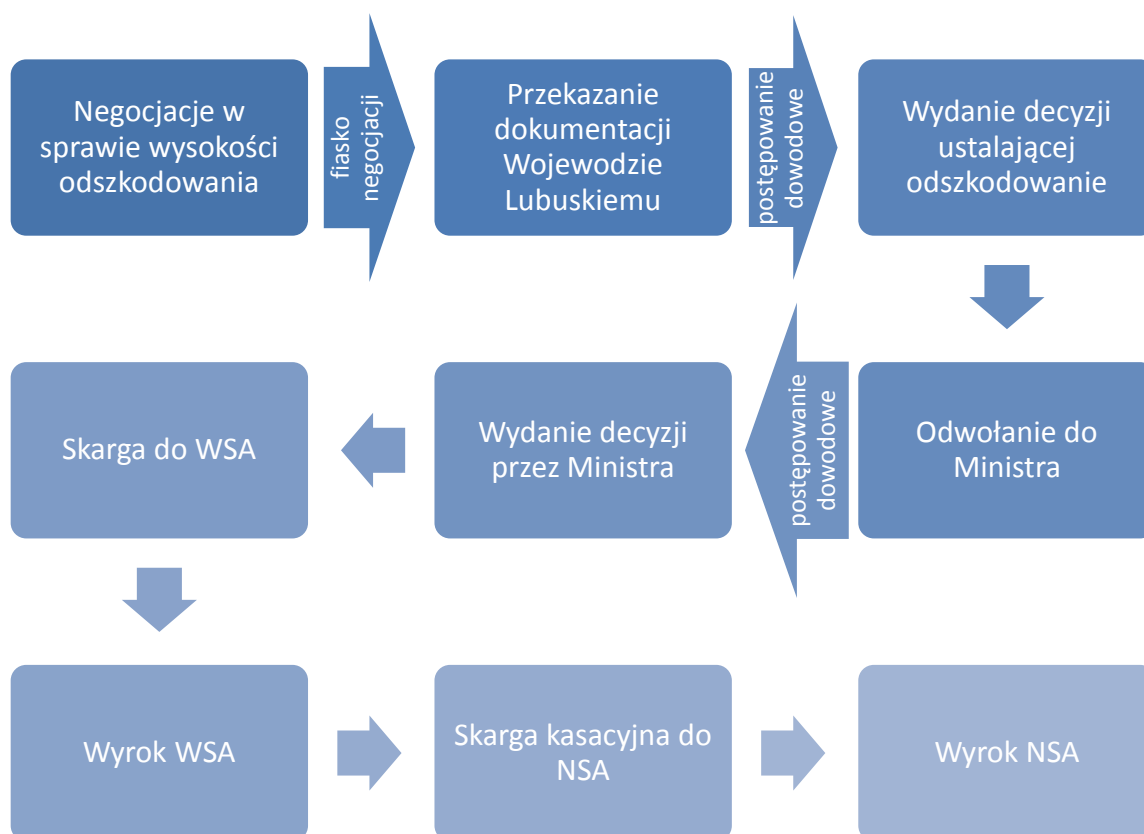 Negocjacje w
sprawie wysokości
odszkodowania
fiasko
negocjacji
Przekazanie
dokumentacji
Wojewodzie
Lubuskiemu
postępowanie
dowodowe
Wydanie decyzji
ustalającej
odszkodowanie
Odwołanie do
Ministra
postępowanie
dowodowe
Wydanie decyzji
przez Ministra
Skarga do WSA
Wyrok WSA
Skarga kasacyjna do
NSA
Wyrok NSA